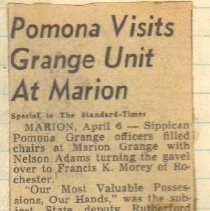 Pomona Visits
Grange Unit
At Marion
Special to The Standard-Times
MARION, April 6 — Sippican
Pomona Grange officers filled
chairs at Marion Grange with
Nelson Adams turning the gavel
over to Francis K. Morey of Ro-
chester.
"Our Most Valuable Posses-
sions, Our Hands," was the sub-
ject State deputy Rutherford